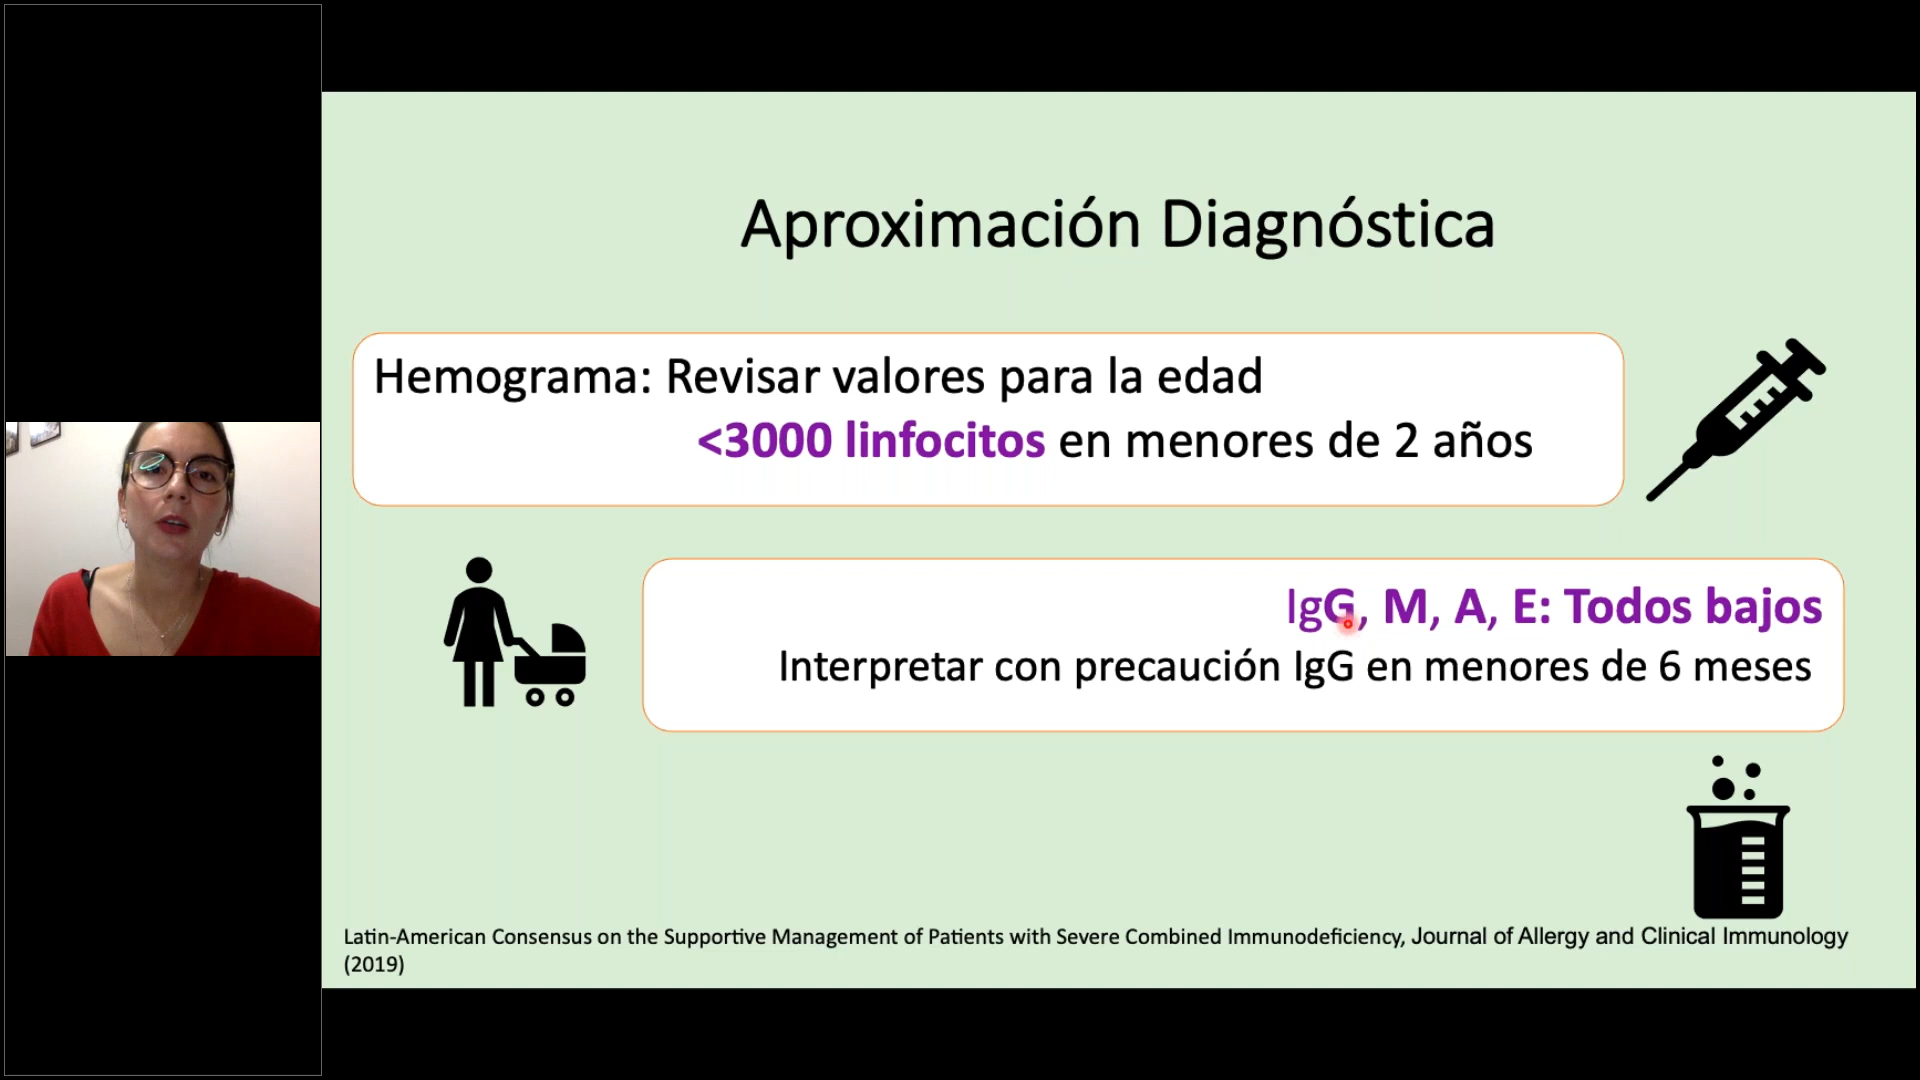 Aproximación Diagnóstica
Hemograma: Revisar valores para la edad
<3000 linfocitos en menores de 2 años
IgG, M, A, E: Todos bajos
Interpretar con precaución IgG en menores de 6 meses
Latin-American Consensus on the Supportive Management of Patients with Severe Combined Immunodeficiency, Journal of Allergy and Clinical Immunology
(2019)